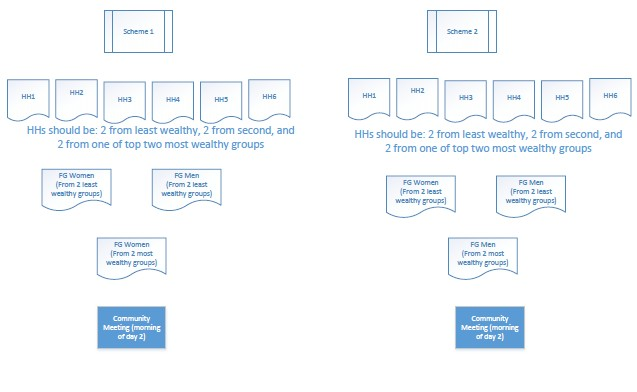 Scheme 1
Scheme 2
HH1
HH2
HH3
HH4
HH5
HH6
HH1
HH2
HH3
HH4
HH5
HH6
HHs should be: 2 from least wealthy, 2 from second, and
2 from one of top two most wealthy groups
HHs should be: 2 from least wealthy, 2 from second, and
2 from one of top two most wealthy groups
FG Women
(From 2 least
wealthy groups)
FG Men
(From 2 least
wealthy groups)
FG Women
(From 2 least
wealthy groups)
FG Men
(From 2 least
wealthy groups)
FG Women
(From 2 most
wealthy groups)
FG Men
(From 2 most
wealthy groups)
Community
Meeting (morning
of day 2)
Community
Meeting (morning
of day 2)